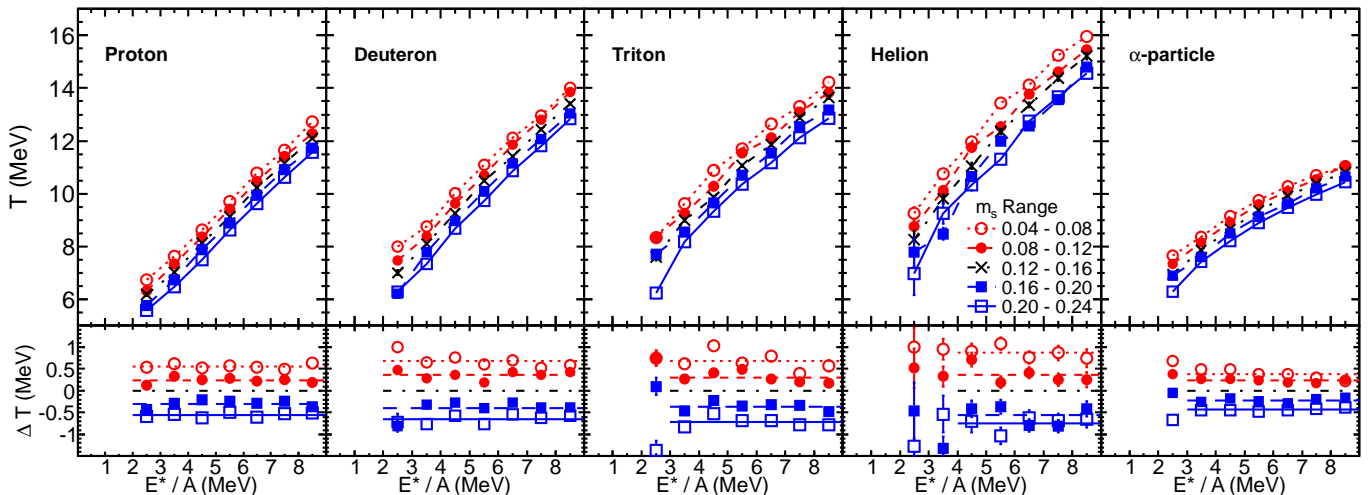 Proton Deuteron Triton Helion α-particle
T (MeV)
16
14
12
10
8
6
m_s Range
0.04 - 0.08
0.08 - 0.12
0.12 - 0.16
0.16 - 0.20
0.20 - 0.24
Δ T (MeV)
1
0.5
0
-0.5
-1
1 2 3 4 5 6 7 8 1 2 3 4 5 6 7 8 1 2 3 4 5 6 7 8 1 2 3 4 5 6 7 8 1 2 3 4 5 6 7 8
E* / A (MeV) E* / A (MeV) E* / A (MeV) E* / A (MeV) E* / A (MeV)